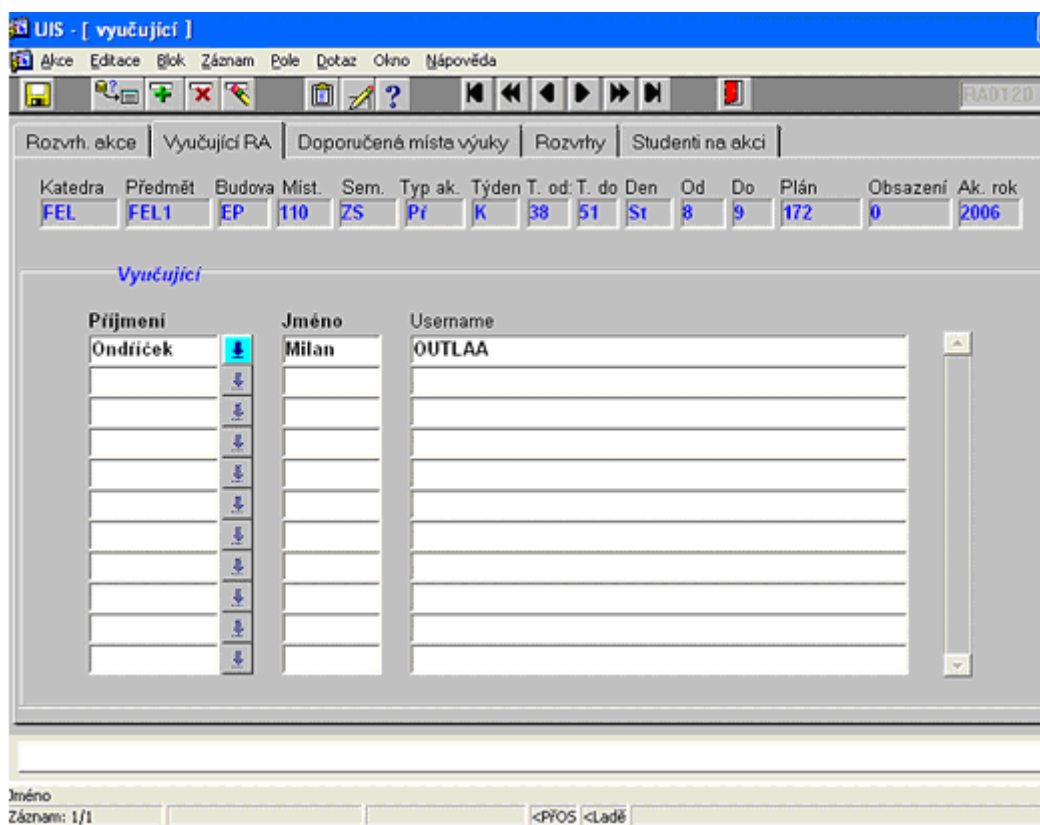 UIS - [ vyučující ]
Akce Editace Blok Záznam Pole Dotaz Okno Nápověda
RA0120
Rozvrh. akce Vyučující RA Doporučená místa výuky Rozvrhy Studenti na akci
Katedra Předmět Budova Míst. Sem. Typ ak. Týden T. od: T. do Den Od Do Plán Obsazení Ak. rok
FEL FEL1 EP 110 ZS Př K 38 51 St 8 9 172 0 2006
Vyučující
Příjmení Jméno Username
Ondříček Milan OUTLAA
Jméno
Záznam: 1/1 <PřOS <Ladě